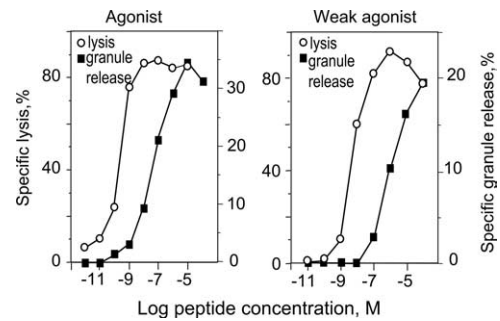 Agonist
Weak agonist
lysis
granule
release
lysis
granule
release
Specific lysis,%
80
40
0
30
20
10
0
80
40
0
20
10
0
Specific granule release,%
-11 -9 -7 -5
-11 -9 -7 -5
Log peptide concentration, M